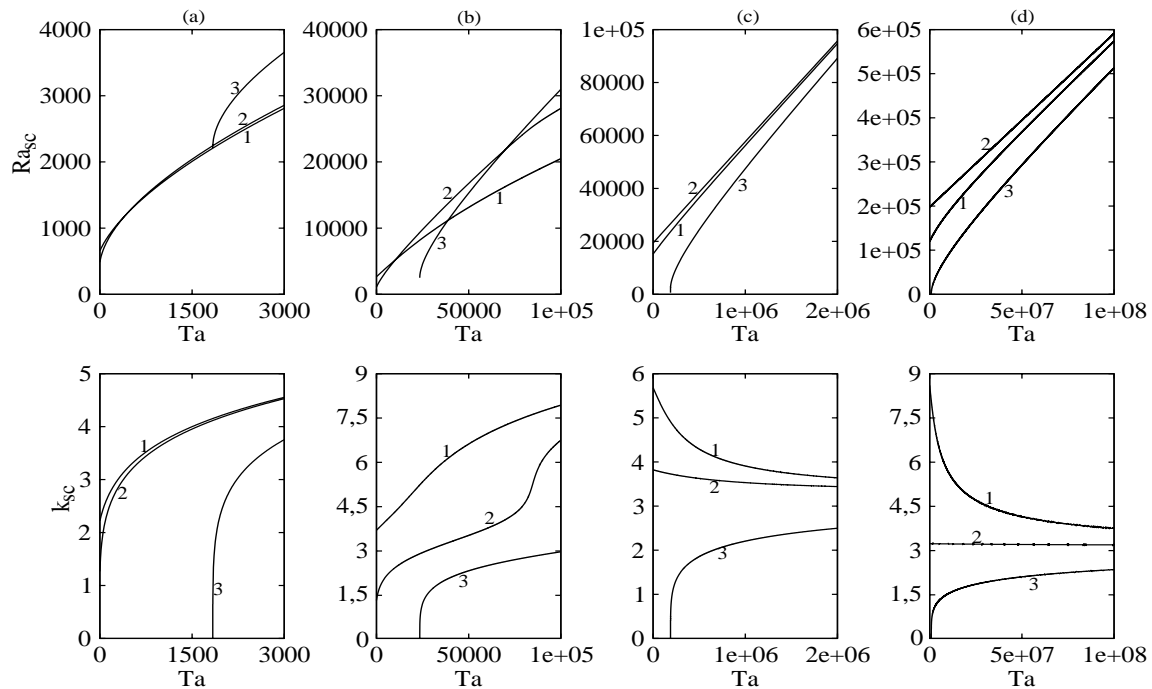 (a) (b) (c) (d)
4000 40000 1e+05 6e+05
80000 5e+05
3000 30000
4e+05
60000
2000 20000 3e+05
40000
2e+05
1000 10000
20000 1e+05
0 0 0 0
Ra_sc
3 2 1
2 1 3
2 1 3
2 1 3
0 1500 3000 0 50000 1e+05 0 1e+06 2e+06 0 5e+07 1e+08
Ta Ta Ta Ta
5 9 6 9
7,5 5 7,5
4
6 4 6
3
4,5 3 4,5
2
3 2 3
1 1,5 1 1,5
0 0 0 0
k_sc
1 2 3
1 2 3
1 2 3
1 2 3
0 1500 3000 0 50000 1e+05 0 1e+06 2e+06 0 5e+07 1e+08
Ta Ta Ta Ta